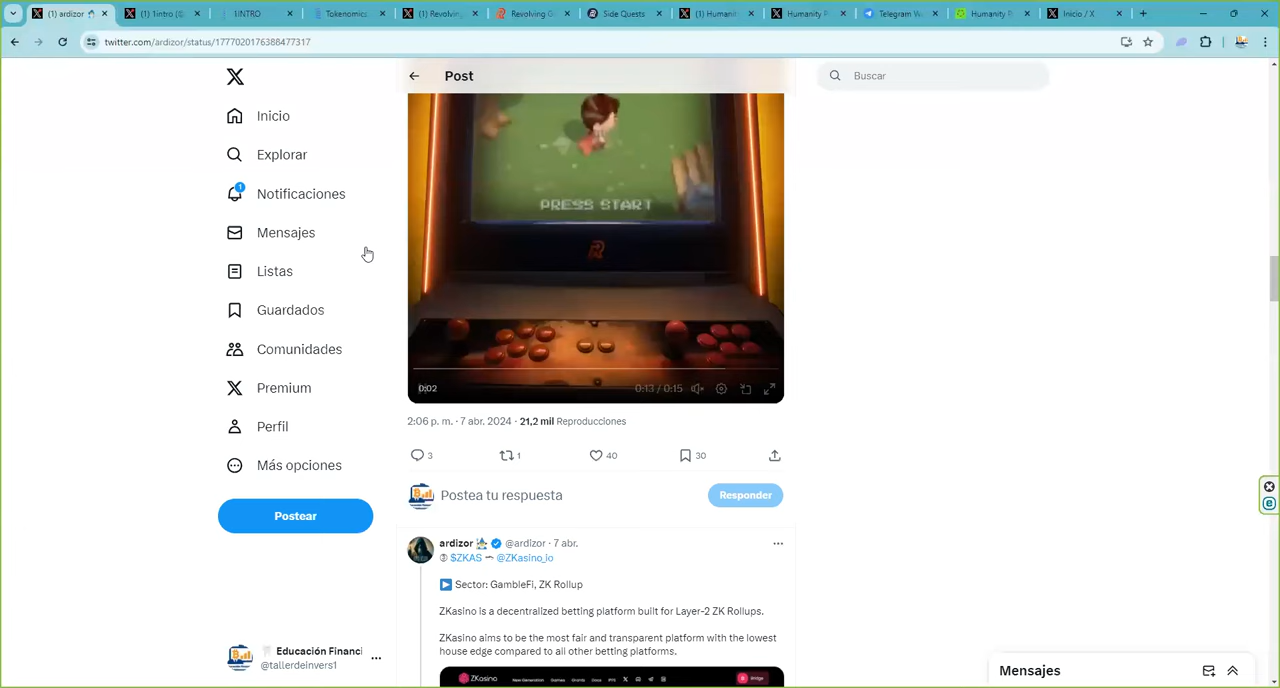 (1) ardizor
(1) 1intro (@
1INTRO
Tokenomics
(1) Revolving
Revolving G
Side Quests
(1) Humanit
Humanity P
Telegram W
Humanity P
Inicio / X
twitter.com/ardizor/status/1777020176388477317
Post
Buscar
Inicio
Explorar
1
Notificaciones
Mensajes
Listas
Guardados
Comunidades
Premium
Perfil
Más opciones
Postear
PRESS START
0:02
0:13 / 0:15
2:06 p. m. · 7 abr. 2024 · 21,2 mil Reproducciones
3 1 40 30
Postea tu respuesta
Responder
ardizor @ardizor · 7 abr.
③ $ZKAS ~ @ZKasino_io
Sector: GambleFi, ZK Rollup
ZKasino is a decentralized betting platform built for Layer-2 ZK Rollups.
ZKasino aims to be the most fair and transparent platform with the lowest
house edge compared to all other betting platforms.
ZKasino
Bridge
Educación Financi
@tallerdeinvers1
Mensajes